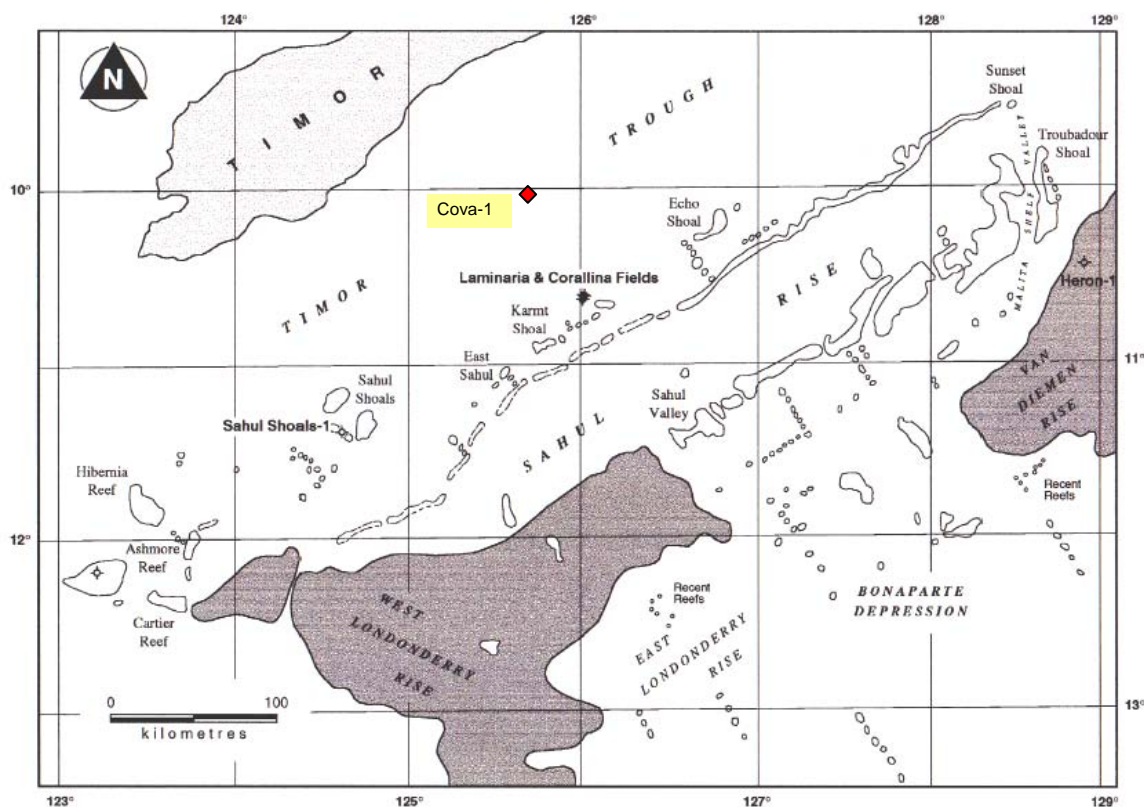 124°
126°
128°
129°
N
TIMOR
TROUGH
Sunset
Shoal
VALLEY
Troubadour
Shoal
10°
10°
Cova-1
Echo
Shoal
SHELF
MALITA
Heron-1
Laminaria & Corallina Fields
RISE
TIMOR
Karmt
Shoal
11°
East
Sahul
Sahul
Shoals
Sahul
Valley
VAN
DIEMEN
RISE
Sahul Shoals-1
SAHUL
Hibernia
Reef
Recent
Reefs
12°
Ashmore
Reef
Cartier
Reef
WEST
LONDONDERRY
RISE
Recent
Reefs
EAST
LONDONDERRY
RISE
BONAPARTE
DEPRESSION
0
100
kilometres
13°
123°
125°
127°
129°